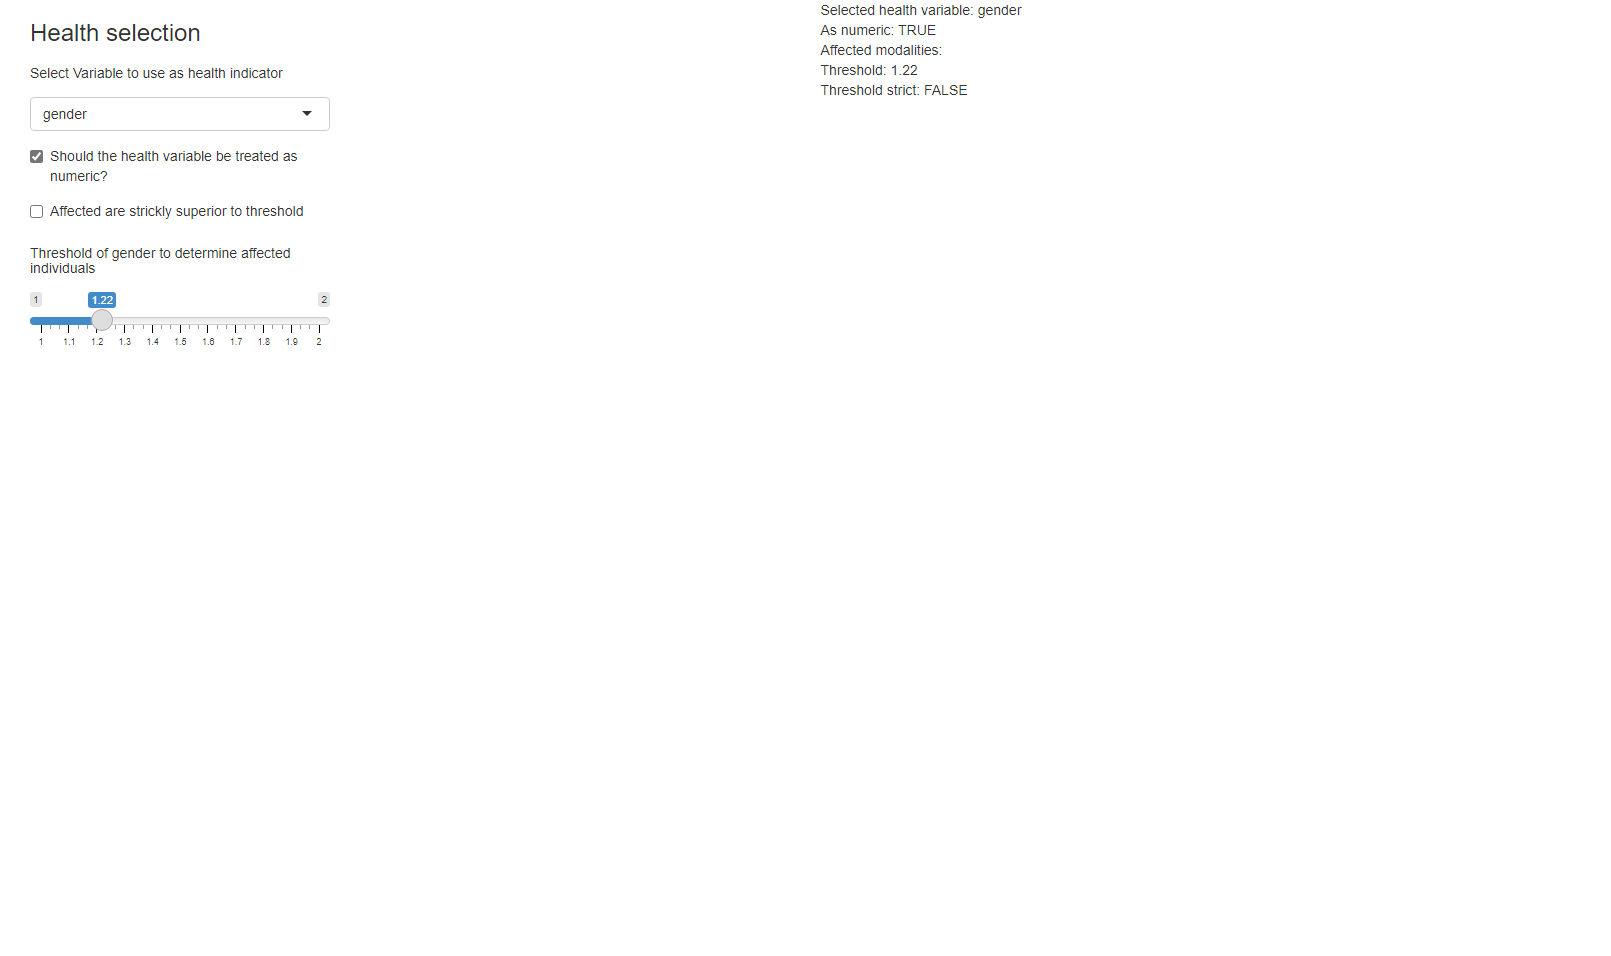 Health selection
Select Variable to use as health indicator
gender
Should the health variable be treated as
numeric?
Affected are strickly superior to threshold
Threshold of gender to determine affected
individuals
1 1.22 2
1 1.1 1.2 1.3 1.4 1.5 1.6 1.7 1.8 1.9 2
Selected health variable: gender
As numeric: TRUE
Affected modalities:
Threshold: 1.22
Threshold strict: FALSE